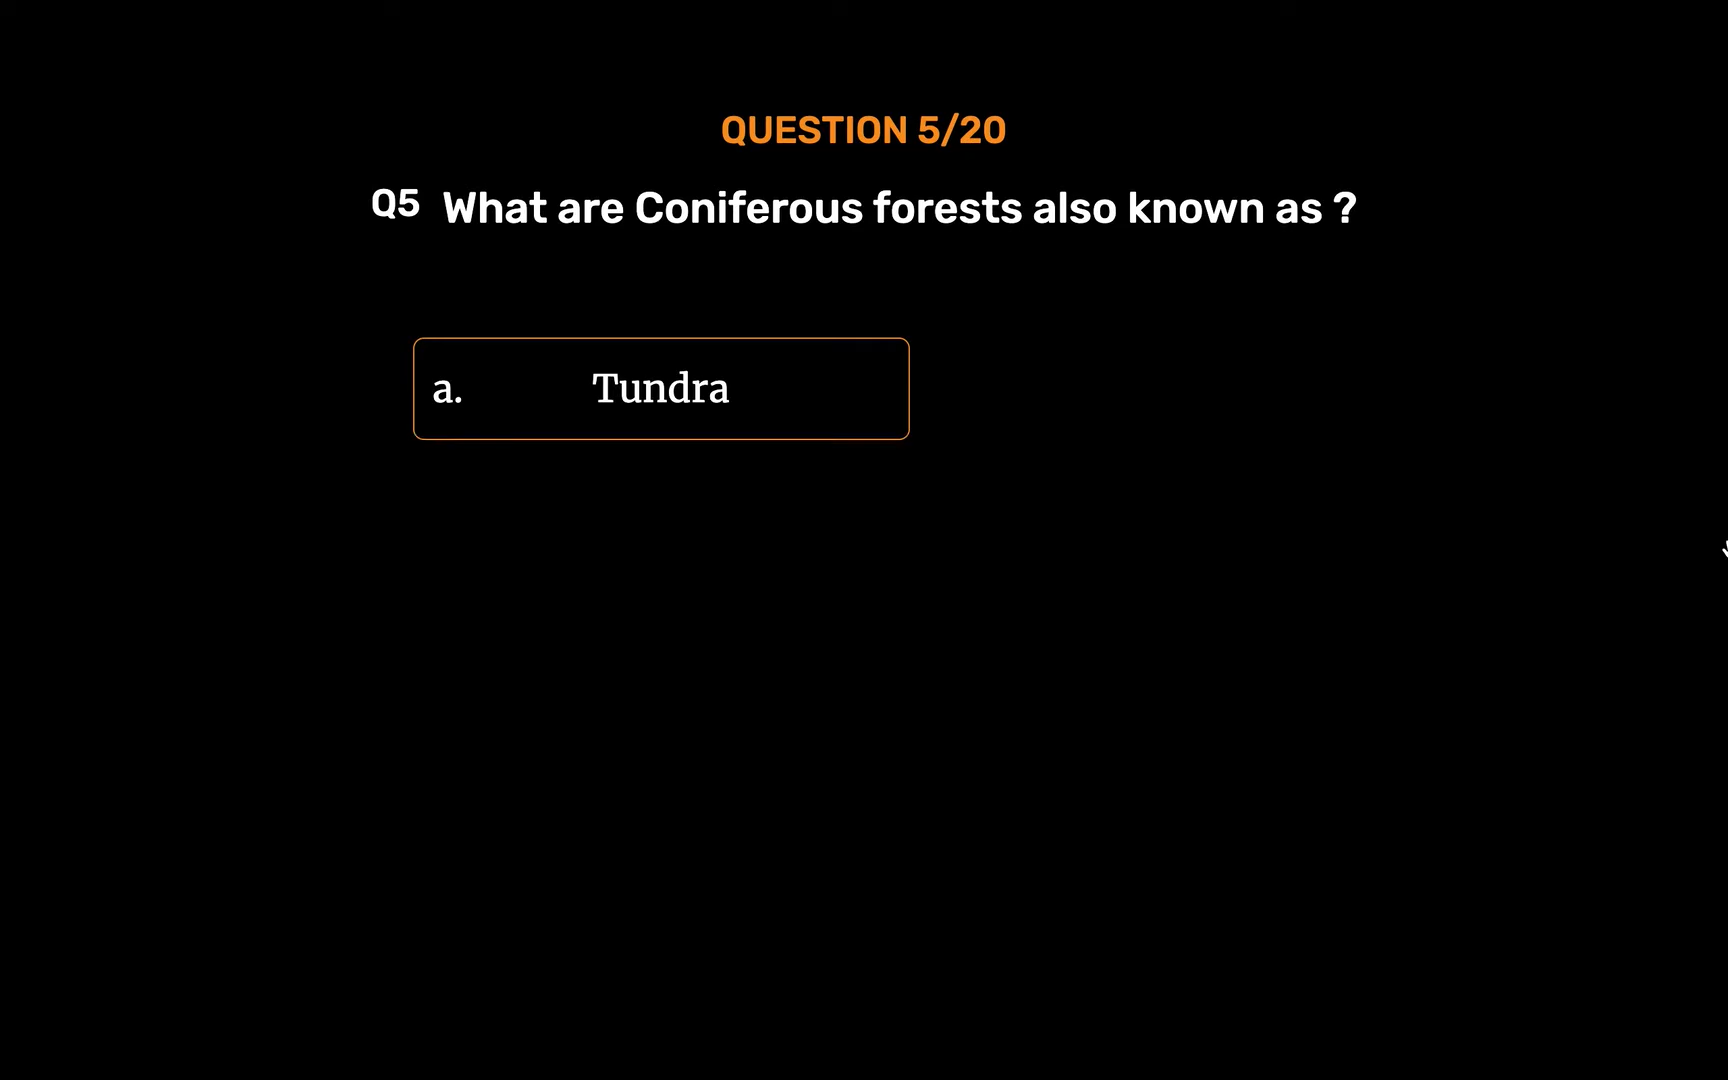 QUESTION 5/20
Q5 What are Coniferous forests also known as ?
a. Tundra